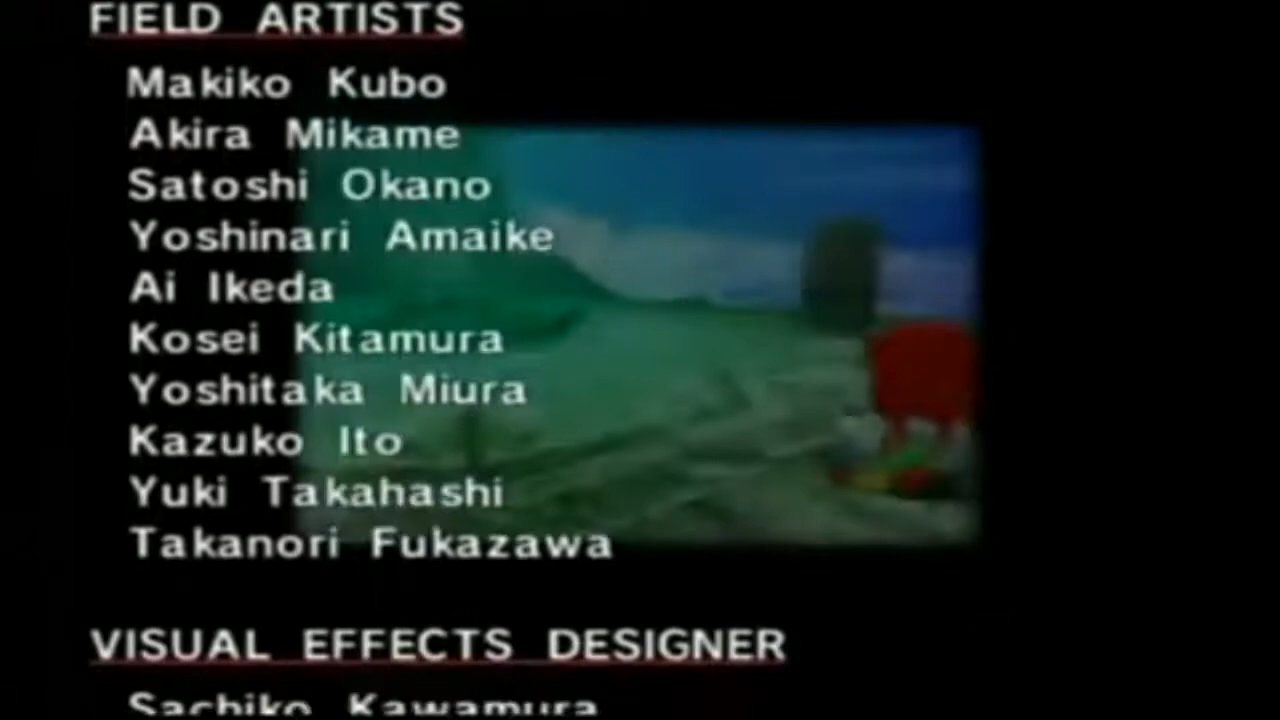 FIELD ARTISTS
Makiko Kubo
Akira Mikame
Satoshi Okano
Yoshinari Amaike
Ai Ikeda
Kosei Kitamura
Yoshitaka Miura
Kazuko Ito
Yuki Takahashi
Takanori Fukazawa
VISUAL EFFECTS DESIGNER
Sachiko Kawamura